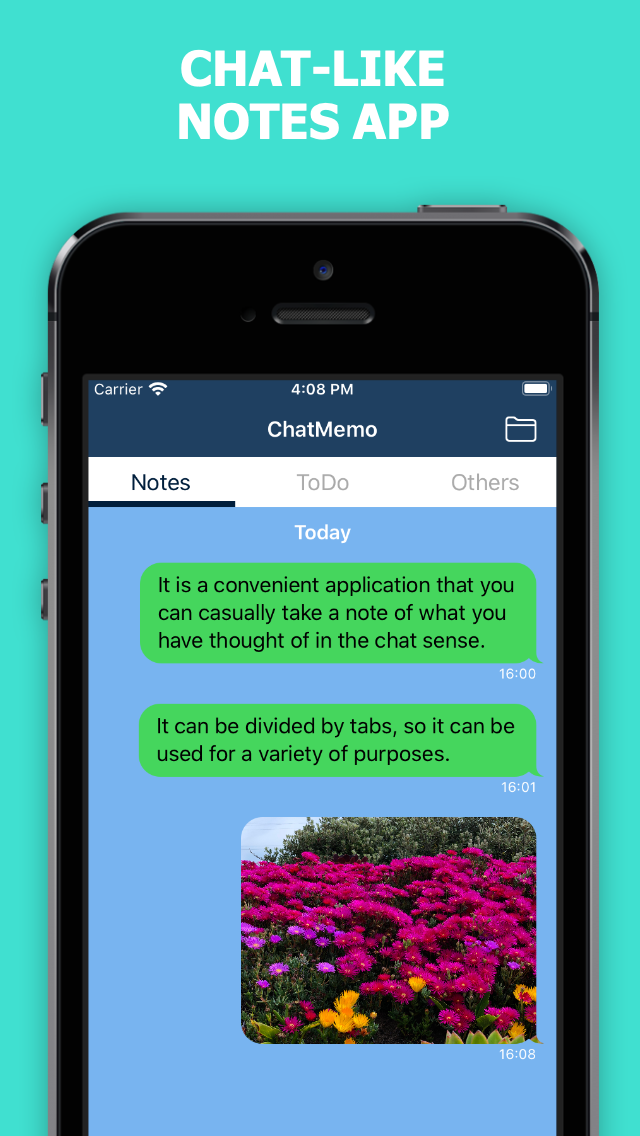 CHAT-LIKE
NOTES APP
Carrier 4:08 PM
ChatMemo
Notes ToDo Others
Today
It is a convenient application that you
can casually take a note of what you
have thought of in the chat sense.
16:00
It can be divided by tabs, so it can be
used for a variety of purposes.
16:01
16:08